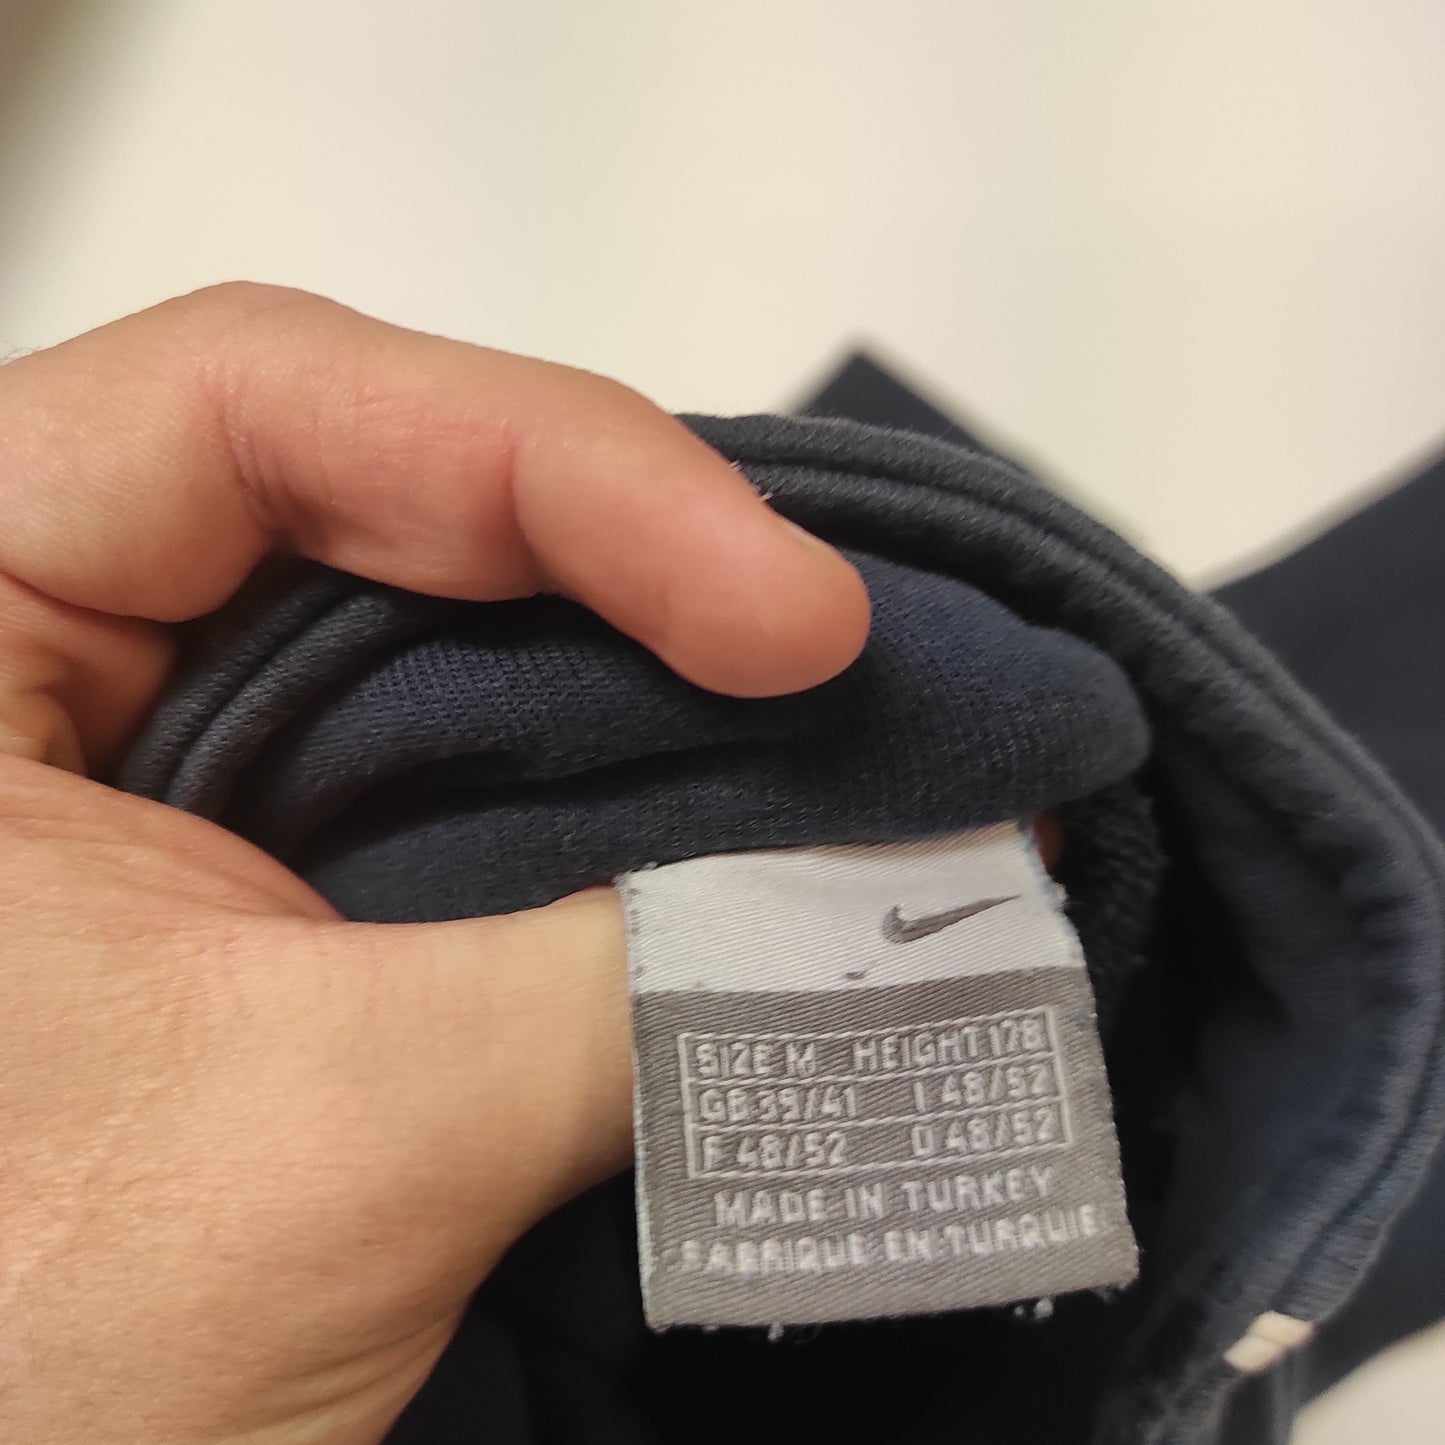 SIZE M HEIGHT 178
GB 39/41 I 48/52
F 48/52 D 48/52
MADE IN TURKEY
FABRIQUE EN TURQUIE